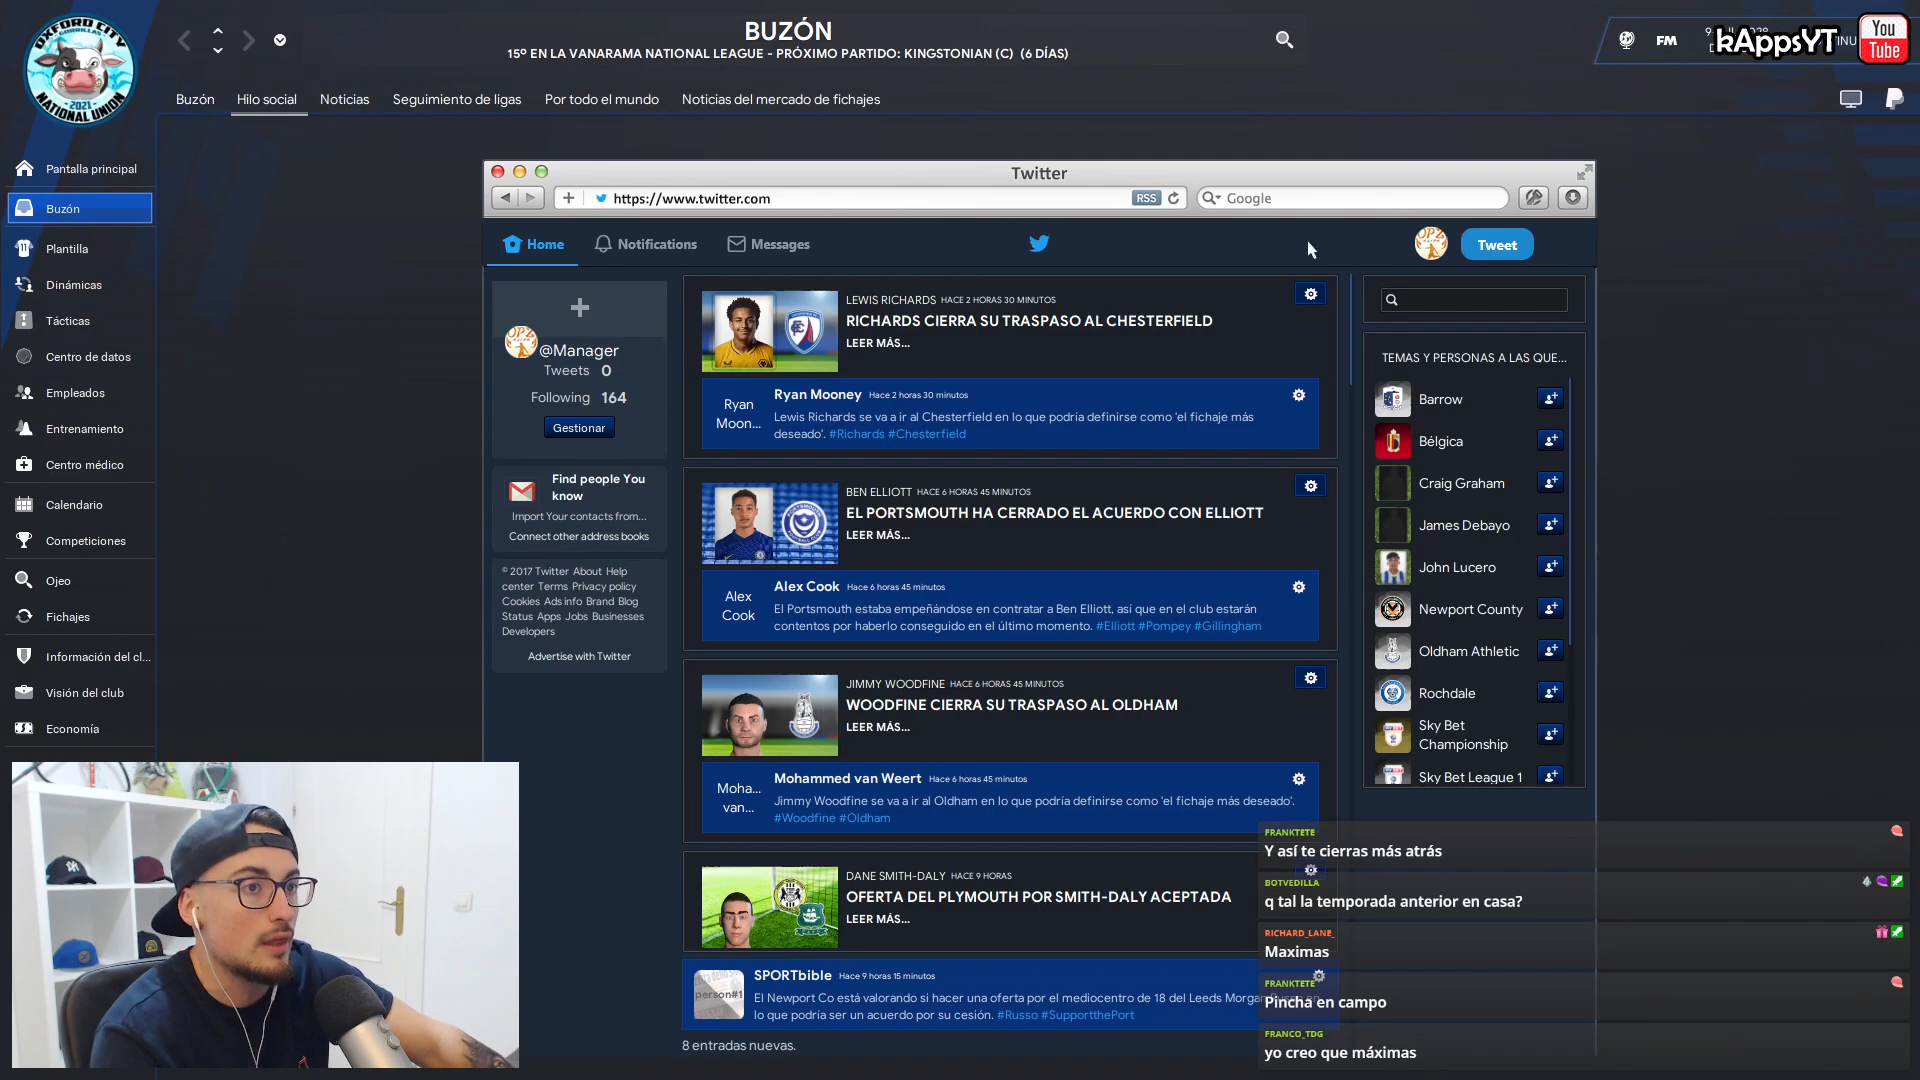 OXFORD CITY
GORRILLAS
2021
NATIONAL UNION
BUZÓN
15º EN LA VANARAMA NATIONAL LEAGUE - PRÓXIMO PARTIDO: KINGSTONIAN (C) (6 DÍAS)
FM
kAppsYT
You
Tube
Buzón
Hilo social
Noticias
Seguimiento de ligas
Por todo el mundo
Noticias del mercado de fichajes
Pantalla principal
Buzón
Plantilla
Dinámicas
Tácticas
Centro de datos
Empleados
Entrenamiento
Centro médico
Calendario
Competiciones
Ojeo
Fichajes
Información del cl...
Visión del club
Economía
Twitter
https://www.twitter.com
RSS
Google
Home
Notifications
Messages
Tweet
@Manager
Tweets 0
Following 164
Gestionar
Find people You
know
Import Your contacts from...
Connect other address books
© 2017 Twitter About Help
center Terms Privacy policy
Cookies Ads info Brand Blog
Status Apps Jobs Businesses
Developers
Advertise with Twitter
LEWIS RICHARDS HACE 2 HORAS 30 MINUTOS
RICHARDS CIERRA SU TRASPASO AL CHESTERFIELD
LEER MÁS...
Ryan
Moon...
Ryan Mooney Hace 2 horas 30 minutos
Lewis Richards se va a ir al Chesterfield en lo que podría definirse como 'el fichaje más
deseado'. #Richards #Chesterfield
BEN ELLIOTT HACE 6 HORAS 45 MINUTOS
EL PORTSMOUTH HA CERRADO EL ACUERDO CON ELLIOTT
LEER MÁS...
Alex
Cook
Alex Cook Hace 6 horas 45 minutos
El Portsmouth estaba empeñándose en contratar a Ben Elliott, así que en el club estarán
contentos por haberlo conseguido en el último momento. #Elliott #Pompey #Gillingham
JIMMY WOODFINE HACE 6 HORAS 45 MINUTOS
WOODFINE CIERRA SU TRASPASO AL OLDHAM
LEER MÁS...
Moha...
van...
Mohammed van Weert Hace 6 horas 45 minutos
Jimmy Woodfine se va a ir al Oldham en lo que podría definirse como 'el fichaje más deseado'.
#Woodfine #Oldham
DANE SMITH-DALY HACE 9 HORAS
OFERTA DEL PLYMOUTH POR SMITH-DALY ACEPTADA
LEER MÁS...
person#1
SPORTbible Hace 9 horas 15 minutos
El Newport Co está valorando si hacer una oferta por el mediocentro de 18 del Leeds Morgan
lo que podría ser un acuerdo por su cesión. #Russo #SupportthePort
8 entradas nuevas.
TEMAS Y PERSONAS A LAS QUE...
Barrow
Bélgica
Craig Graham
James Debayo
John Lucero
Newport County
Oldham Athletic
Rochdale
Sky Bet
Championship
Sky Bet League 1
FRANKTETE
Y así te cierras más atrás
BOTVEDILLA
q tal la temporada anterior en casa?
RICHARD_LANE_
Maximas
FRANKTETE
Pincha en campo
FRANCO_TDG
yo creo que máximas